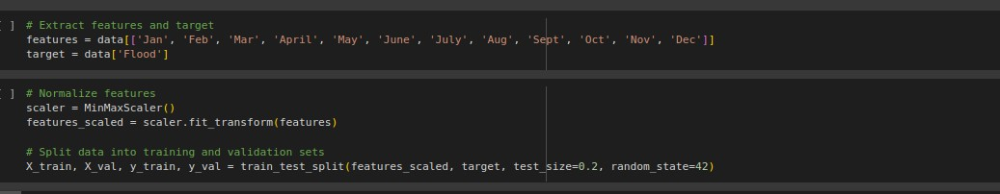 [ ] # Extract features and target
features = data[['Jan', 'Feb', 'Mar', 'April', 'May', 'June', 'July', 'Aug', 'Sept', 'Oct', 'Nov', 'Dec']]
target = data['Flood']
[ ] # Normalize features
scaler = MinMaxScaler()
features_scaled = scaler.fit_transform(features)
# Split data into training and validation sets
X_train, X_val, y_train, y_val = train_test_split(features_scaled, target, test_size=0.2, random_state=42)